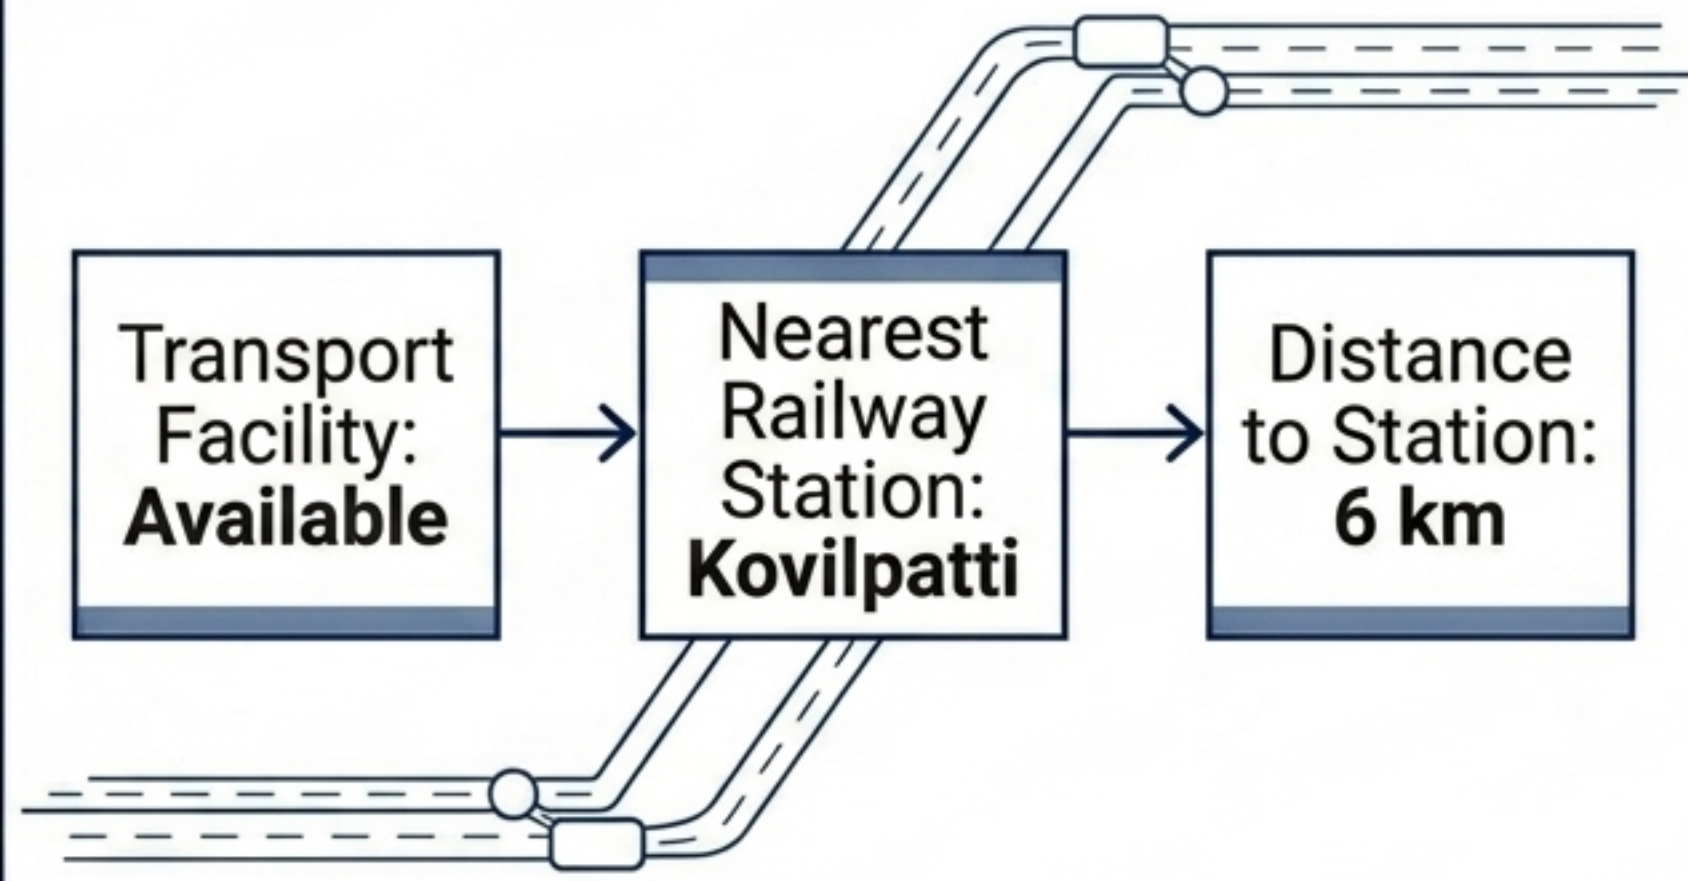 Transport
Facility:
Available
Nearest
Railway
Station:
Kovilpatti
Distance
to Station:
6 km